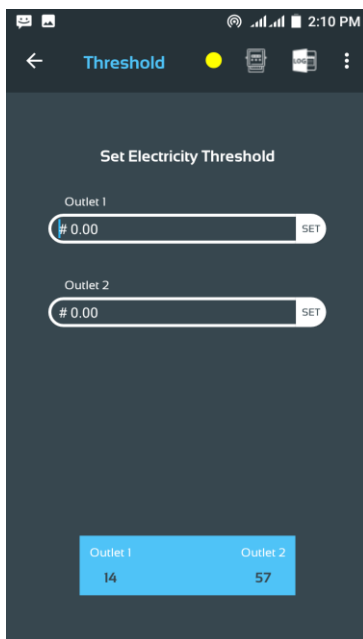 2:10 PM
Threshold
LOG
Set Electricity Threshold
Outlet 1
# 0.00 SET
Outlet 2
# 0.00 SET
Outlet 1 Outlet 2
14 57